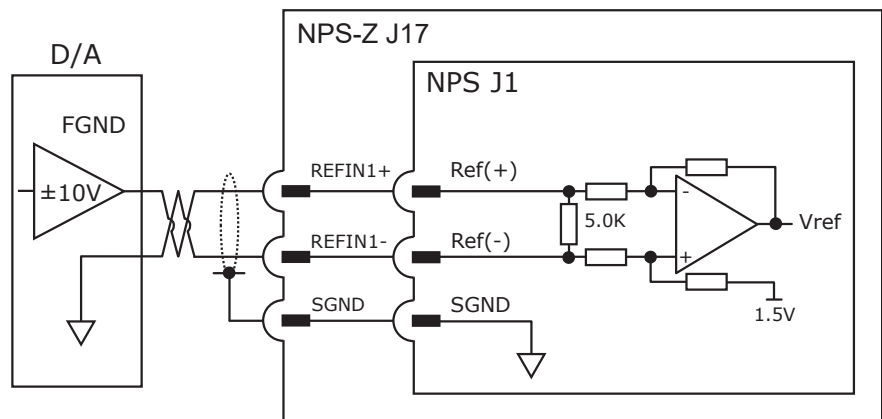 NPS-Z J17
D/A
NPS J1
FGND
±10V
REFIN1+
Ref(+)
-
5.0K
Vref
REFIN1-
Ref(-)
+
SGND
SGND
1.5V